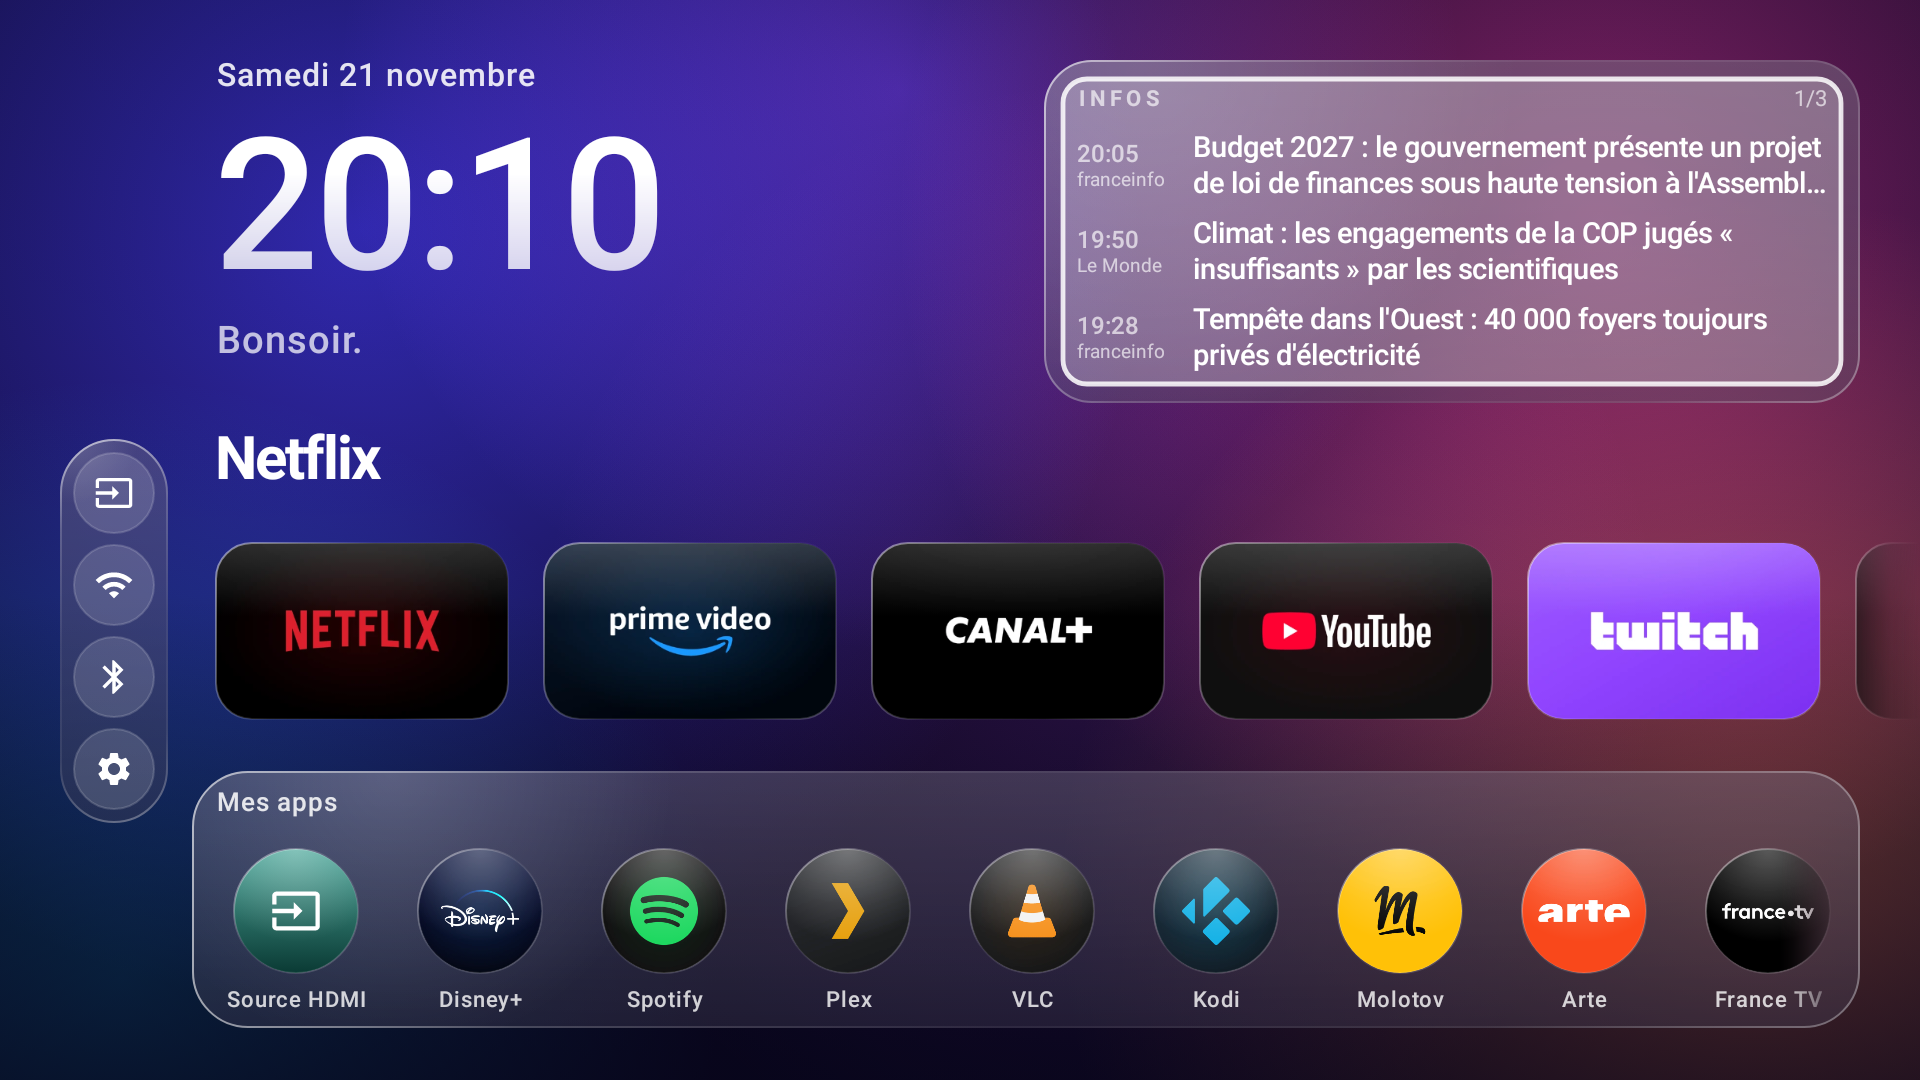 Samedi 21 novembre
20:10
Bonsoir.
INFOS
1/3
20:05
franceinfo
Budget 2027 : le gouvernement présente un projet
de loi de finances sous haute tension à l'Assembl...
19:50
Le Monde
Climat : les engagements de la COP jugés «
insuffisants » par les scientifiques
19:28
franceinfo
Tempête dans l'Ouest : 40 000 foyers toujours
privés d'électricité
Netflix
NETFLIX
prime video
CANAL+
YouTube
twitch
Mes apps
Disney+
M.
arte
france•tv
Source HDMI
Disney+
Spotify
Plex
VLC
Kodi
Molotov
Arte
France TV